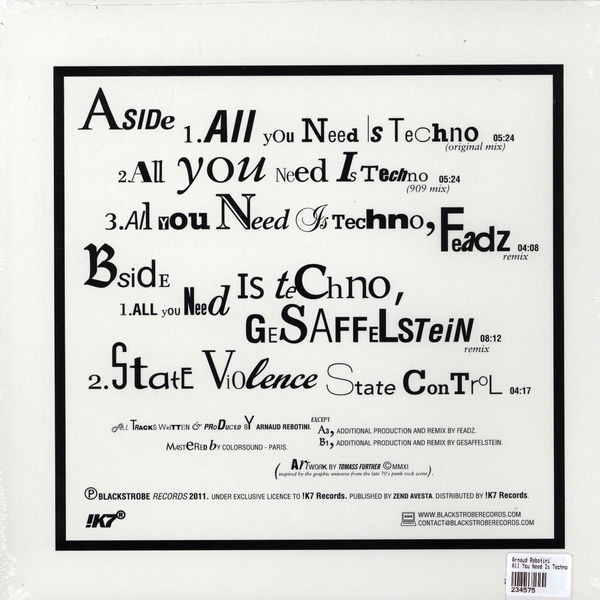 Aside 1. All you Need Is Techno 05:24
(original mix)
2. All you Need Is Techno 05:24
(909 mix)
3. All you Need Is Techno, Feadz 04:08
remix
Bside
1. ALL you Need Is teChno,
GESAFFELSTEiN 08:12
remix
2. State Violence State ConTroL 04:17
All Tracks Written & PRoDuced bY ARNAUD REBOTINI. EXCEPT
A3, ADDITIONAL PRODUCTION AND REMIX BY FEADZ.
MASTERed by COLORSOUND - PARIS.
B1, ADDITIONAL PRODUCTION AND REMIX BY GESAFFELSTEIN.
(ARTWORK BY TOMASS FURTHER ©MMXI
inspired by the graphic universe from the late 70's punk rock scene).
Ⓟ BLACKSTROBE RECORDS 2011. UNDER EXCLUSIVE LICENCE TO !K7 Records. PUBLISHED BY ZEND AVESTA. DISTRIBUTED BY !K7 Records.
!K7®
WWW.BLACKSTROBERECORDS.COM
CONTACT@BLACKSTROBERECORDS.COM
Arnaud Rebotini
All You Need Is Techno
234575